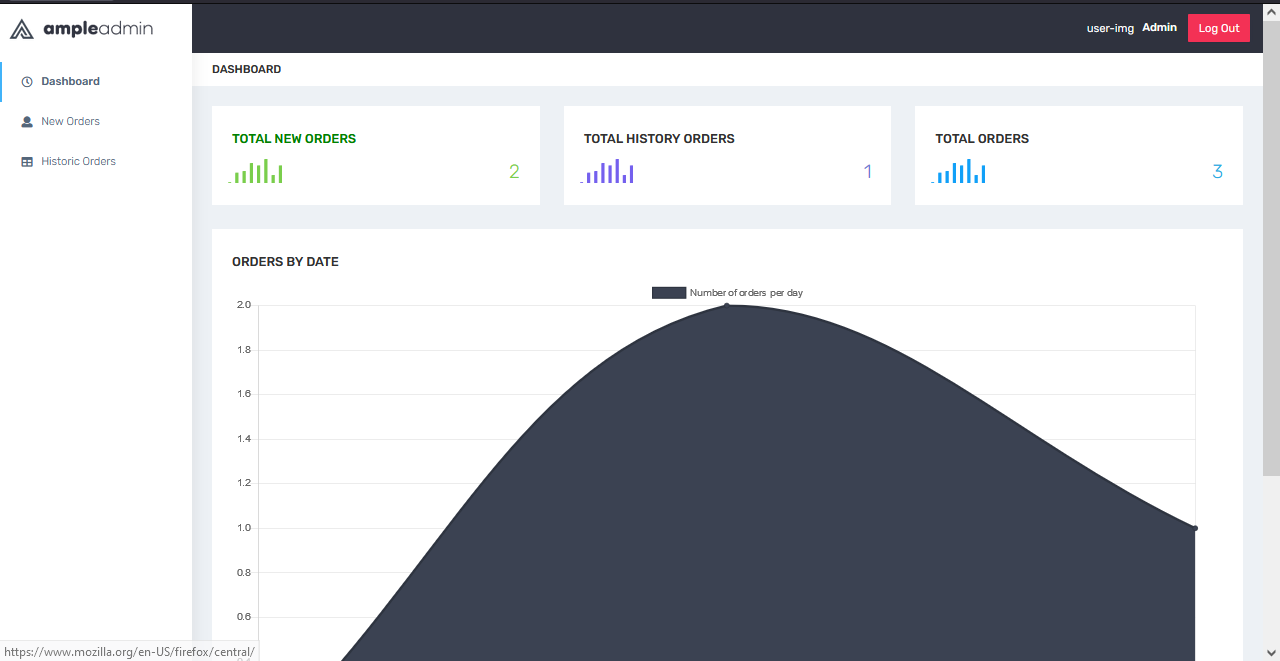 ampleadmin
user-img Admin Log Out
DASHBOARD
Dashboard
New Orders
Historic Orders
TOTAL NEW ORDERS
2
TOTAL HISTORY ORDERS
1
TOTAL ORDERS
3
ORDERS BY DATE
Number of orders per day
2.0
1.8
1.6
1.4
1.2
1.0
0.8
0.6
https://www.mozilla.org/en-US/firefox/central/